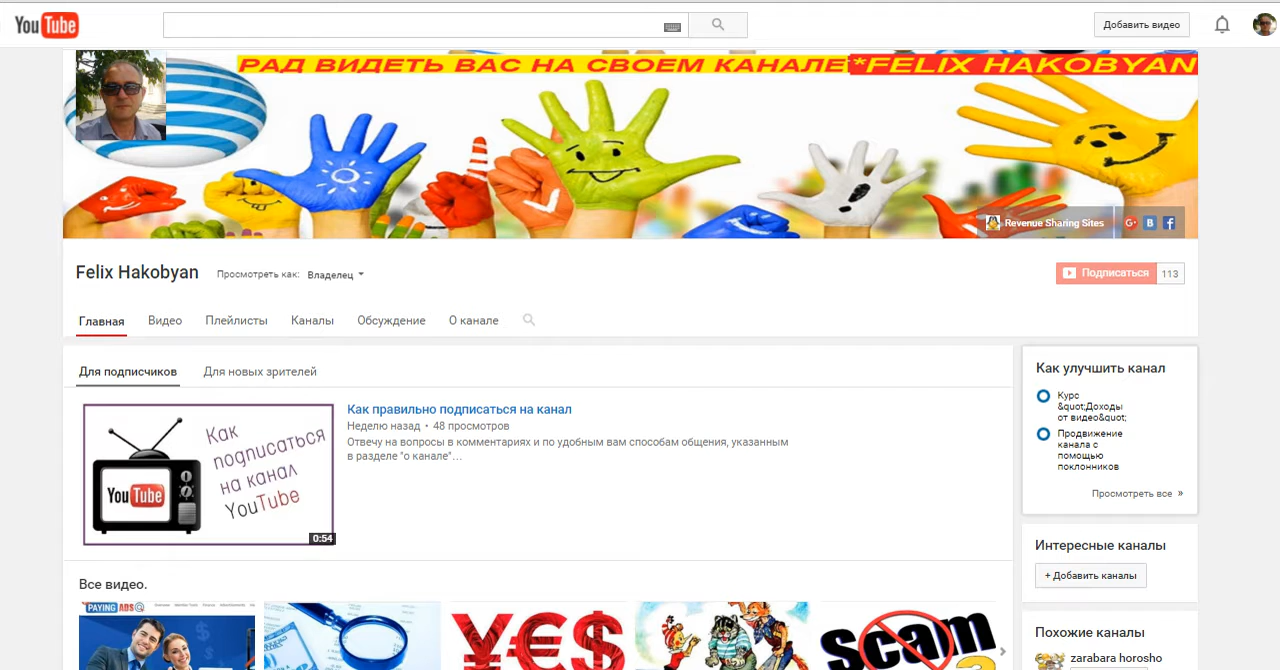 YouTube
Добавить видео
РАД ВИДЕТЬ ВАС НА СВОЕМ КАНАЛЕ *FELIX HAKOBYAN
Revenue Sharing Sites
Felix Hakobyan
Просмотреть как: Владелец
Подписаться 113
Главная Видео Плейлисты Каналы Обсуждение О канале
Для подписчиков Для новых зрителей
Как подписаться на канал YouTube
YouTube
0:54
Как правильно подписаться на канал
Неделю назад • 48 просмотров
Отвечу на вопросы в комментариях и по удобным вам способам общения, указанным
в разделе "о канале"...
Все видео.
PAYING ADS
YES
scam
Как улучшить канал
Курс
&quot;Доходы
от видео&quot;
Продвижение
канала с
помощью
поклонников
Просмотреть все »
Интересные каналы
+ Добавить каналы
Похожие каналы
zarabara horosho